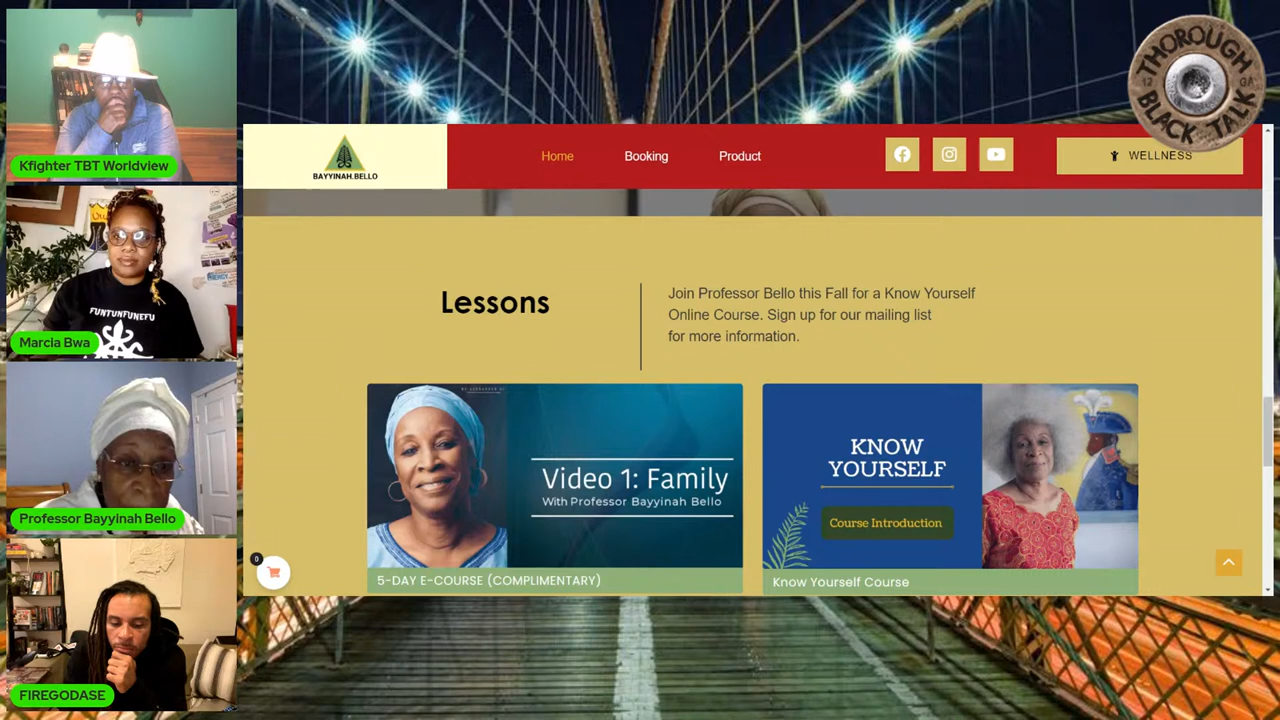 Kfighter TBT Worldview
Marcia Bwa
FUNTUNFUNEFU
Professor Bayyinah Bello
FIREGODASE
THOROUGH
BLACK TALK
12
GA
BAYYINAH.BELLO
Home
Booking
Product
WELLNESS
Lessons
Join Professor Bello this Fall for a Know Yourself
Online Course. Sign up for our mailing list
for more information.
Video 1: Family
With Professor Bayyinah Bello
5-DAY E-COURSE (COMPLIMENTARY)
KNOW
YOURSELF
Course Introduction
Know Yourself Course
0